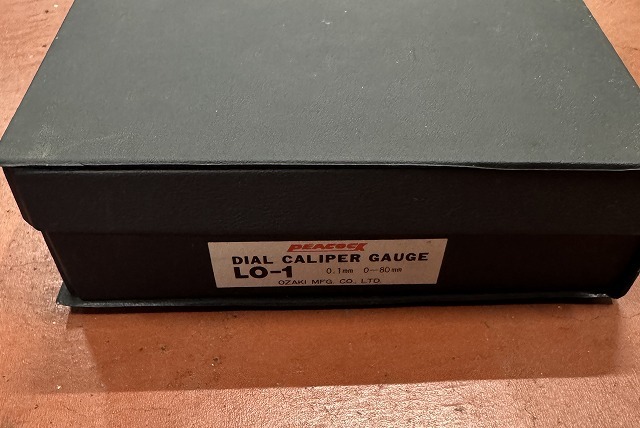 PEACOCK
DIAL CALIPER GAUGE
LO-1 0.1mm 0-80mm
OZAKI MFG. CO., LTD.